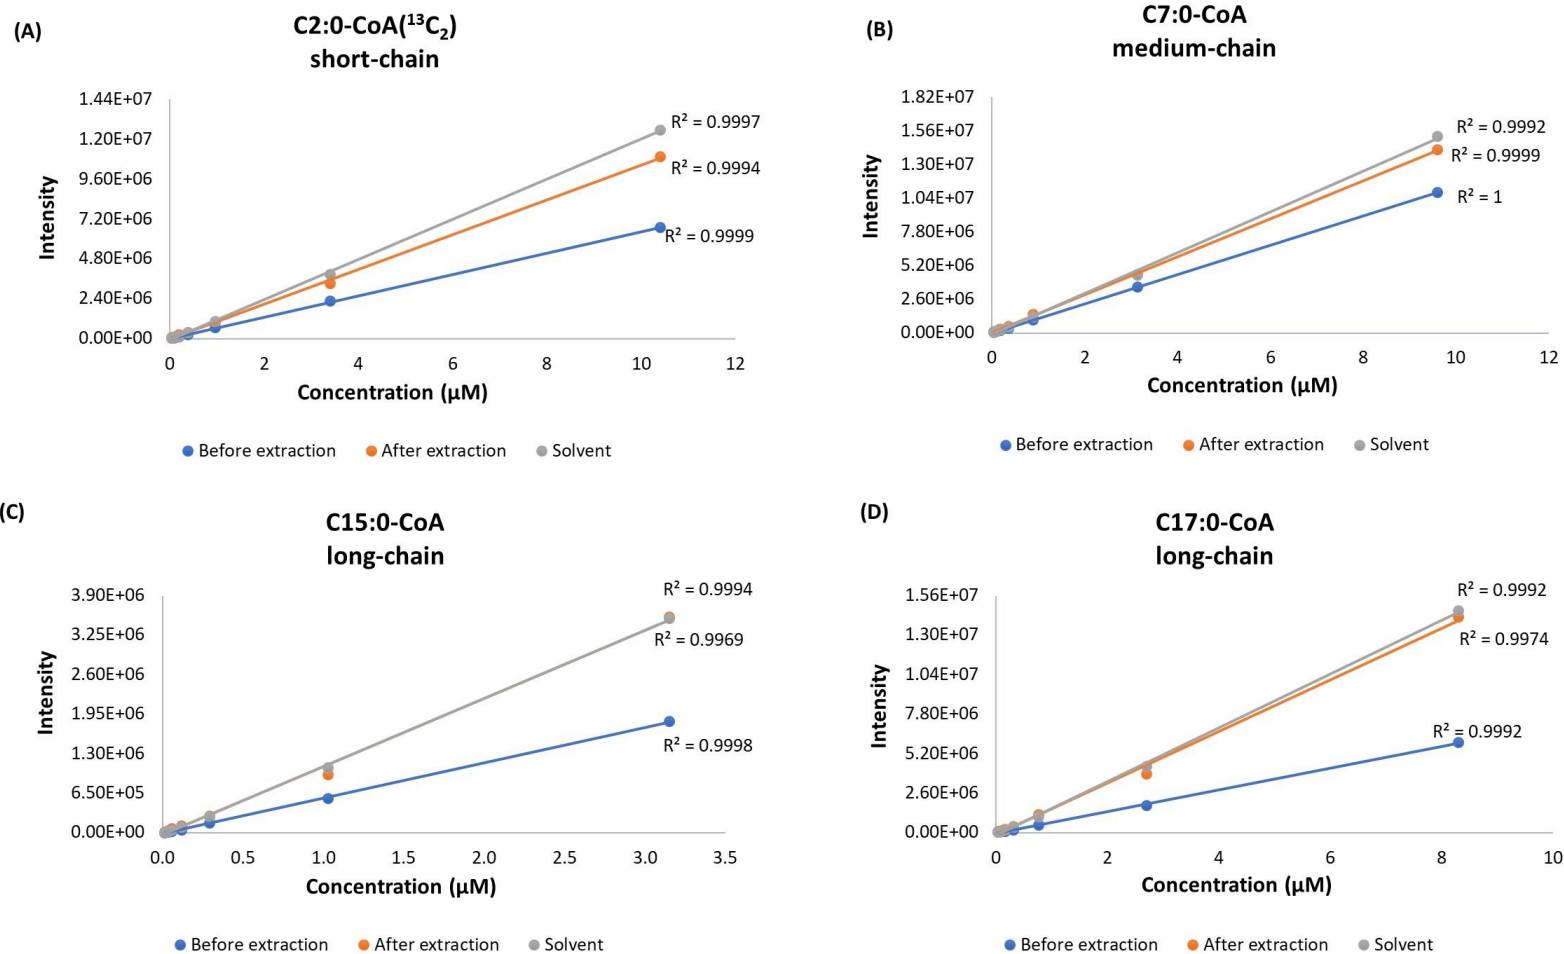 (A)
C2:0-CoA(¹³C₂)
short-chain
1.44E+07
1.20E+07
9.60E+06
7.20E+06
4.80E+06
2.40E+06
0.00E+00
Intensity
R² = 0.9997
R² = 0.9994
R² = 0.9999
0 2 4 6 8 10 12
Concentration (µM)
Before extraction After extraction Solvent
(B)
C7:0-CoA
medium-chain
1.82E+07
1.56E+07
1.30E+07
1.04E+07
7.80E+06
5.20E+06
2.60E+06
0.00E+00
Intensity
R² = 0.9992
R² = 0.9999
R² = 1
0 2 4 6 8 10 12
Concentration (µM)
Before extraction After extraction Solvent
(C)
C15:0-CoA
long-chain
3.90E+06
3.25E+06
2.60E+06
1.95E+06
1.30E+06
6.50E+05
0.00E+00
Intensity
R² = 0.9994
R² = 0.9969
R² = 0.9998
0.0 0.5 1.0 1.5 2.0 2.5 3.0 3.5
Concentration (µM)
Before extraction After extraction Solvent
(D)
C17:0-CoA
long-chain
1.56E+07
1.30E+07
1.04E+07
7.80E+06
5.20E+06
2.60E+06
0.00E+00
Intensity
R² = 0.9992
R² = 0.9974
R² = 0.9992
0 2 4 6 8 10
Concentration (µM)
Before extraction After extraction Solvent